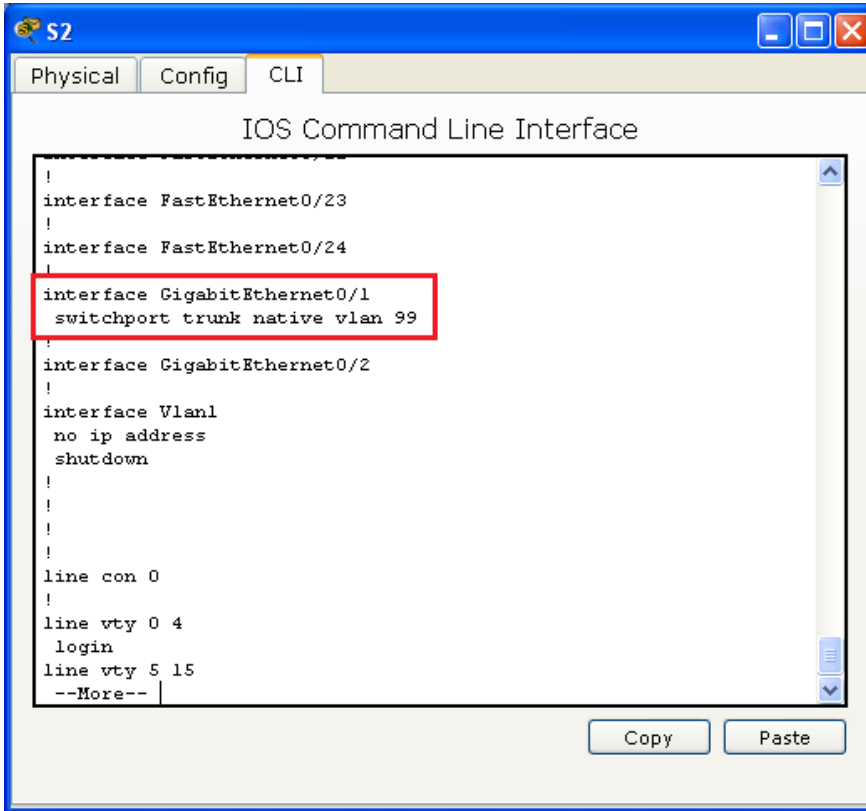 S2
Physical
Config
CLI
IOS Command Line Interface
!
interface FastEthernet0/23
!
interface FastEthernet0/24
!
interface GigabitEthernet0/1
switchport trunk native vlan 99
!
interface GigabitEthernet0/2
!
interface Vlan1
no ip address
shutdown
!
!
!
!
line con 0
!
line vty 0 4
login
line vty 5 15
--More--
Copy
Paste